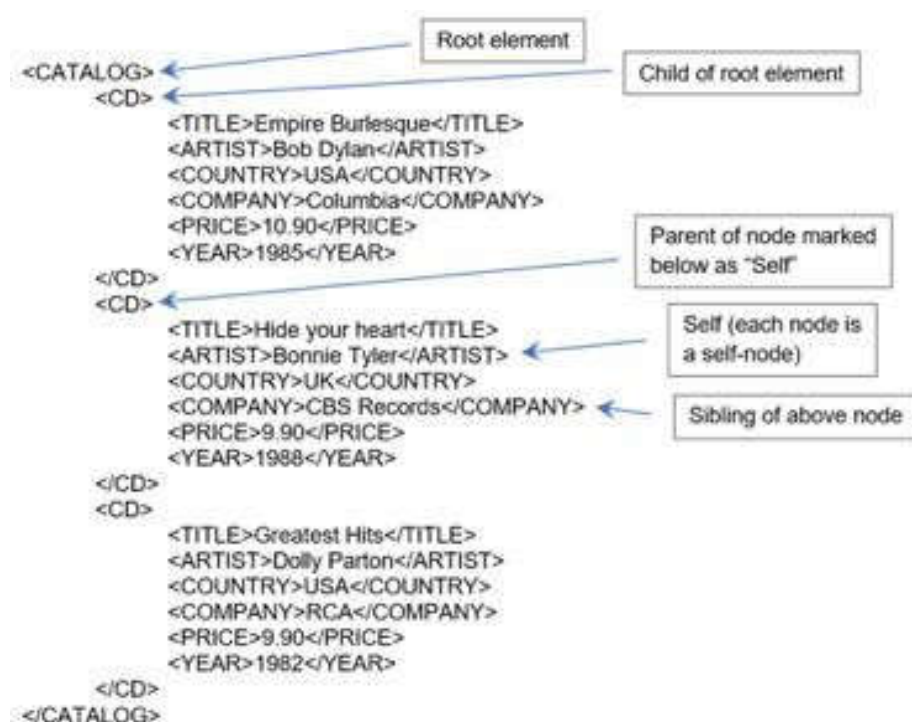 Root element
<CATALOG>
Child of root element
<CD>
<TITLE>Empire Burlesque</TITLE>
<ARTIST>Bob Dylan</ARTIST>
<COUNTRY>USA</COUNTRY>
<COMPANY>Columbia</COMPANY>
<PRICE>10.90</PRICE>
<YEAR>1985</YEAR>
Parent of node marked
below as “Self”
</CD>
<CD>
<TITLE>Hide your heart</TITLE>
<ARTIST>Bonnie Tyler</ARTIST>
Self (each node is
a self-node)
<COUNTRY>UK</COUNTRY>
<COMPANY>CBS Records</COMPANY>
Sibling of above node
<PRICE>9.90</PRICE>
<YEAR>1988</YEAR>
</CD>
<CD>
<TITLE>Greatest Hits</TITLE>
<ARTIST>Dolly Parton</ARTIST>
<COUNTRY>USA</COUNTRY>
<COMPANY>RCA</COMPANY>
<PRICE>9.90</PRICE>
<YEAR>1982</YEAR>
</CD>
</CATALOG>